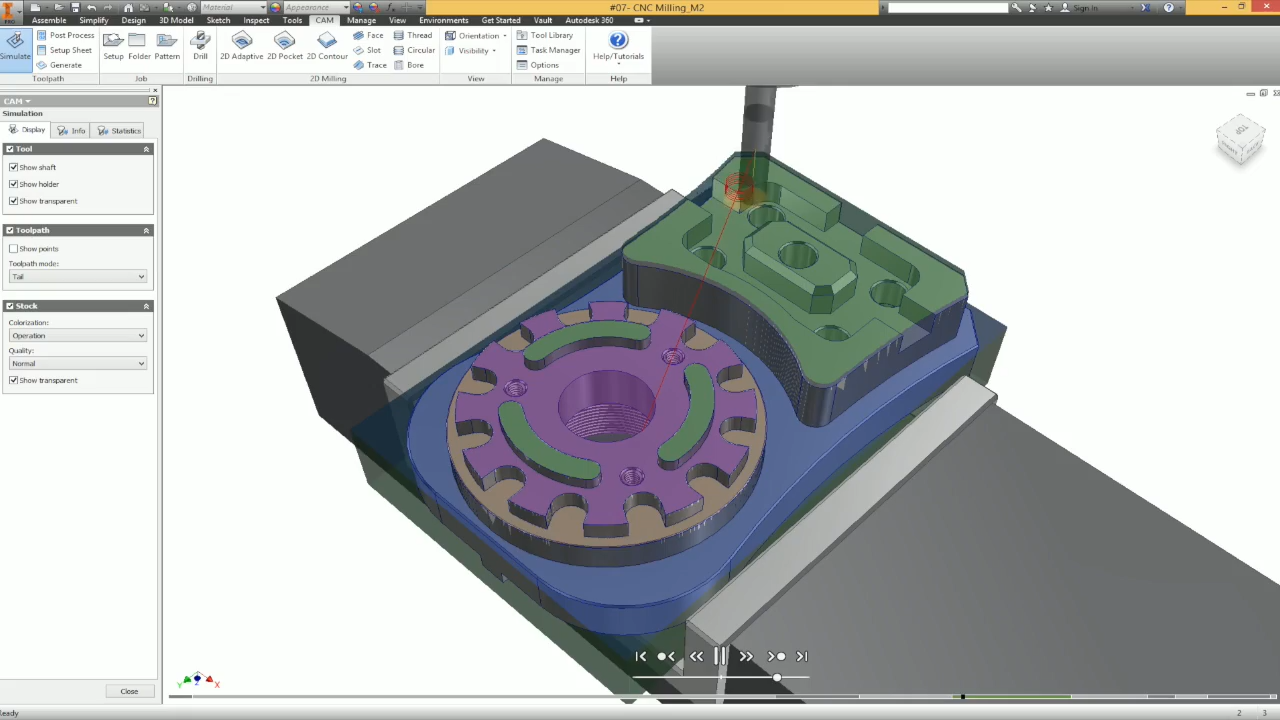 PRO
Material
Appearance
#07- CNC Milling_M2
Sign In
Assemble Simplify Design 3D Model Sketch Inspect Tools CAM Manage View Environments Get Started Vault Autodesk 360
Simulate
Post Process
Setup Sheet
Generate
Toolpath
Setup Folder Pattern
Job
Drill
Drilling
2D Adaptive 2D Pocket 2D Contour
Face
Slot
Trace
Thread
Circular
Bore
2D Milling
Orientation
Visibility
View
Tool Library
Task Manager
Options
Manage
Help/Tutorials
Help
CAM
Simulation
Display Info Statistics
Tool
Show shaft
Show holder
Show transparent
Toolpath
Show points
Toolpath mode:
Tail
Stock
Colorization:
Operation
Quality:
Normal
Show transparent
TOP
Y Z X
Close
Ready
2 3